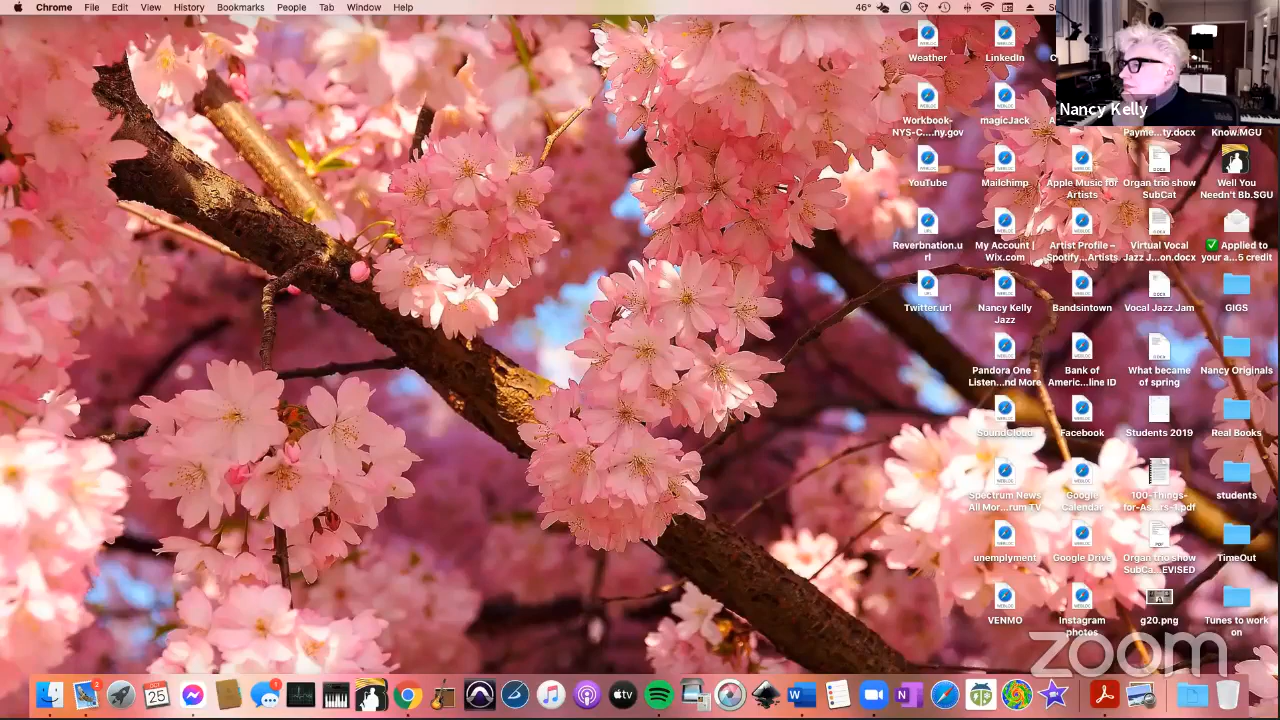 Chrome File Edit View History Bookmarks People Tab Window Help 46°
Nancy Kelly
Weather
LinkedIn
Workbook-
NYS-C....ny.gov
magicJack
Payme...ty.docx
Know.MGU
YouTube
Mailchimp
Apple Music for
Artists
Organ trio show
SubCat
Well You
Needn't Bb.SGU
Reverbnation.u
rl
My Account |
Wix.com
Artist Profile –
Spotify...Artists
Virtual Vocal
Jazz J...on.docx
✅ Applied to
your a...5 credit
Twitter.url
Nancy Kelly
Jazz
Bandsintown
Vocal Jazz Jam
GIGS
Pandora One -
Listen...nd More
Bank of
Americ...line ID
What became
of spring
Nancy Originals
SoundCloud
Facebook
Students 2019
Real Books
Spectrum News
All Mor...rum TV
Google
Calendar
100-Things-
for-As...rs-1.pdf
students
unemplyment
Google Drive
Organ trio show
SubCa...EVISED
TimeOut
VENMO
Instagram
photos
g20.png
Tunes to work
on
zoom
OCT
25
tv